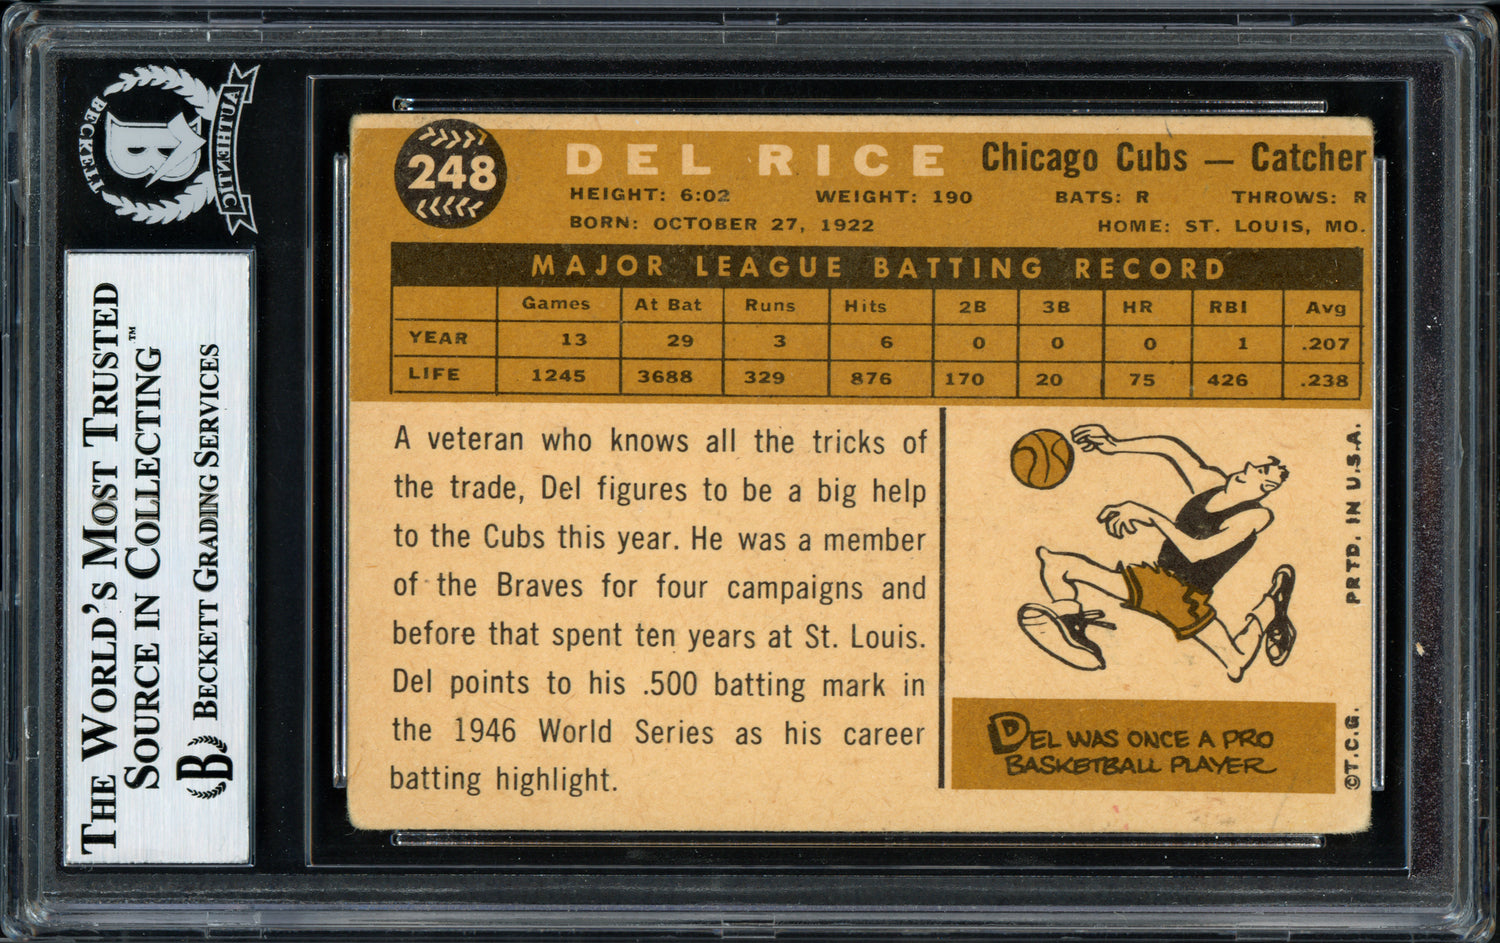 BECKETT
AUTHENTIC
B
THE WORLD'S MOST TRUSTED
SOURCE IN COLLECTING™
B BECKETT GRADING SERVICES
248
DEL RICE Chicago Cubs — Catcher
HEIGHT: 6:02 WEIGHT: 190 BATS: R THROWS: R
BORN: OCTOBER 27, 1922 HOME: ST. LOUIS, MO.
MAJOR LEAGUE BATTING RECORD
Games At Bat Runs Hits 2B 3B HR RBI Avg
YEAR 13 29 3 6 0 0 0 1 .207
LIFE 1245 3688 329 876 170 20 75 426 .238
A veteran who knows all the tricks of
the trade, Del figures to be a big help
to the Cubs this year. He was a member
of the Braves for four campaigns and
before that spent ten years at St. Louis.
Del points to his .500 batting mark in
the 1946 World Series as his career
batting highlight.
DEL WAS ONCE A PRO
BASKETBALL PLAYER
©T.C.G. PRTD. IN U.S.A.